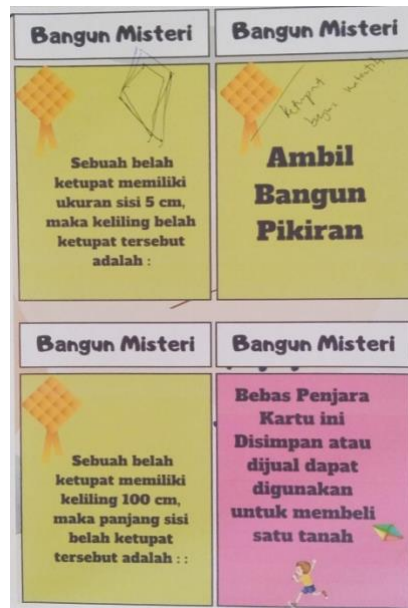 Bangun Misteri
Sebuah belah
ketupat memiliki
ukuran sisi 5 cm,
maka keliling belah
ketupat tersebut
adalah :
Bangun Misteri
ketupat
Ambil
Bangun
Pikiran
Bangun Misteri
Sebuah belah
ketupat memiliki
keliling 100 cm,
maka panjang sisi
belah ketupat
tersebut adalah : :
Bangun Misteri
Bebas Penjara
Kartu ini
Disimpan atau
dijual dapat
digunakan
untuk membeli
satu tanah